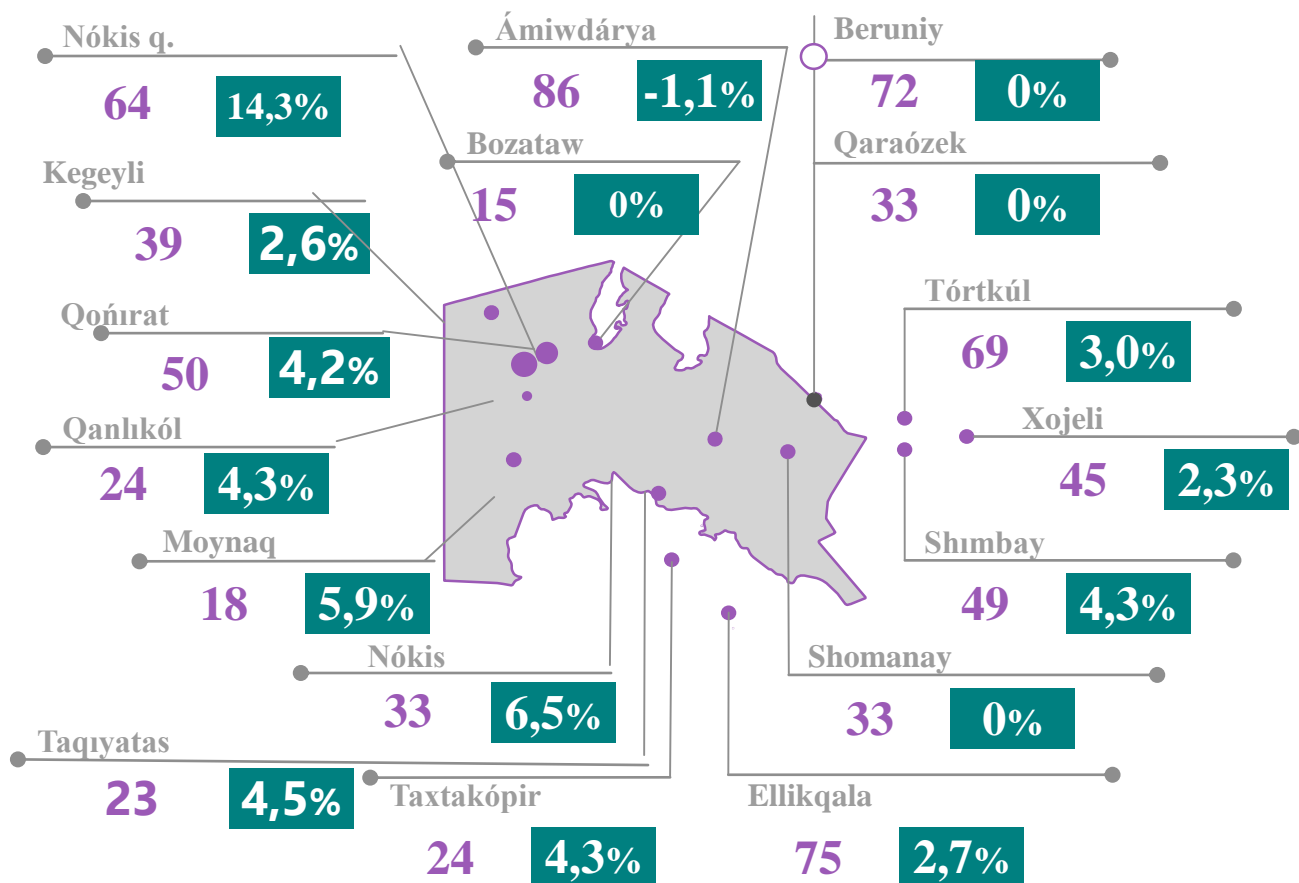 Nókis q.
64 14,3%
Ámiwdárya
86 -1,1%
Beruniy
72 0%
Bozataw
15 0%
Qaraózek
33 0%
Kegeyli
39 2,6%
Qońırat
50 4,2%
Tórtkúl
69 3,0%
Qanlıkól
24 4,3%
Xojeli
45 2,3%
Moynaq
18 5,9%
Shımbay
49 4,3%
Nókis
33 6,5%
Shomanay
33 0%
Taqıyatas
23 4,5%
Taxtakópir
24 4,3%
Ellikqala
75 2,7%